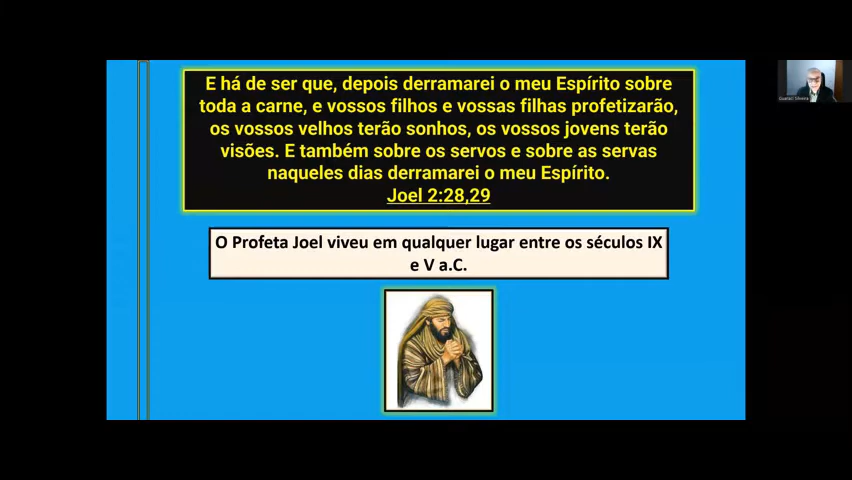 E há de ser que, depois derramarei o meu Espírito sobre
toda a carne, e vossos filhos e vossas filhas profetizarão,
os vossos velhos terão sonhos, os vossos jovens terão
visões. E também sobre os servos e sobre as servas
naqueles dias derramarei o meu Espírito.
Joel 2:28,29
O Profeta Joel viveu em qualquer lugar entre os séculos IX
e V a.C.